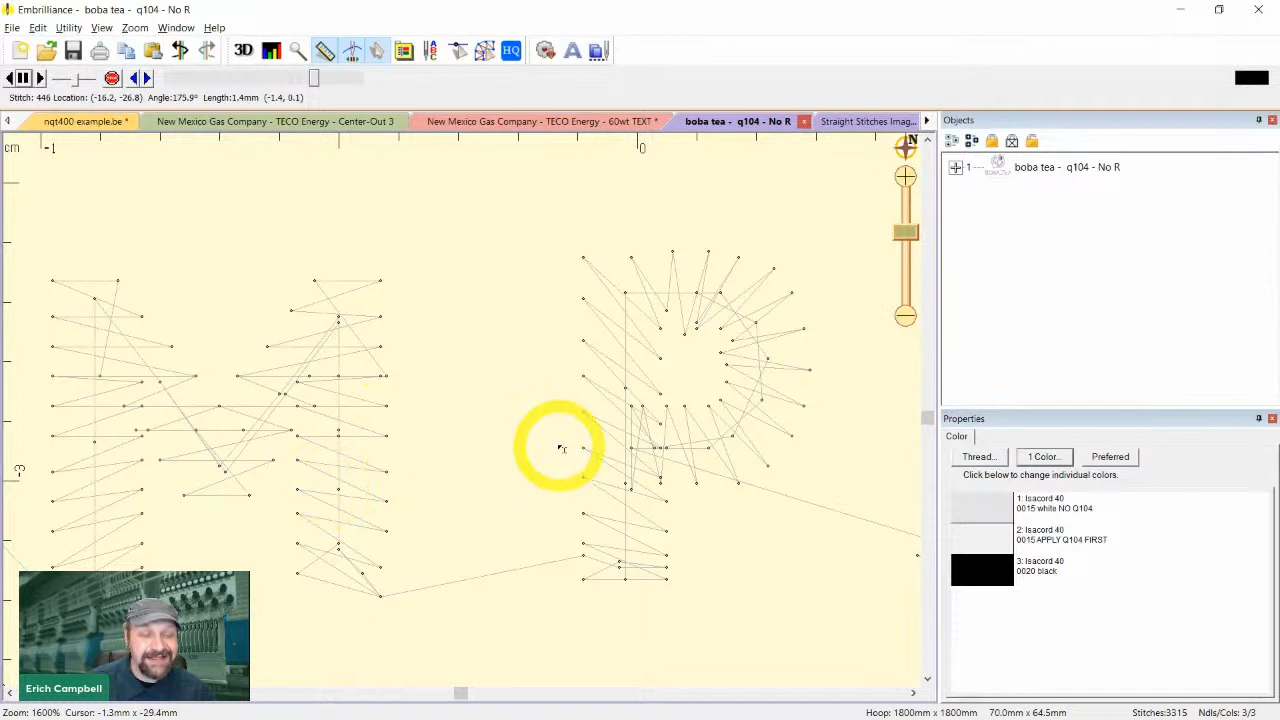 Embrilliance - boba tea - q104 - No R
File Edit Utility View Zoom Window Help
3D ABC HQ
Stitch: 446 Location: (-16.2, -26.8) Angle:175.9° Length:1.4mm (-1.4, 0.1)
nqt400 example.be * New Mexico Gas Company - TECO Energy - Center-Out 3 New Mexico Gas Company - TECO Energy - 60wt TEXT * boba tea - q104 - No R Straight Stitches Imag...
cm -1 0
N
-3
Objects
1 boba tea - q104 - No R
Properties
Color
Thread... 1 Color... Preferred
Click below to change individual colors.
1: Isacord 40
0015 white NO Q104
2: Isacord 40
0015 APPLY Q104 FIRST
3: Isacord 40
0020 black
Erich Campbell
Zoom: 1600% Cursor: -1.3mm x -29.4mm Hoop: 1800mm x 1800mm 70.0mm x 64.5mm Stitches:3315 Ndls/Cols: 3/3